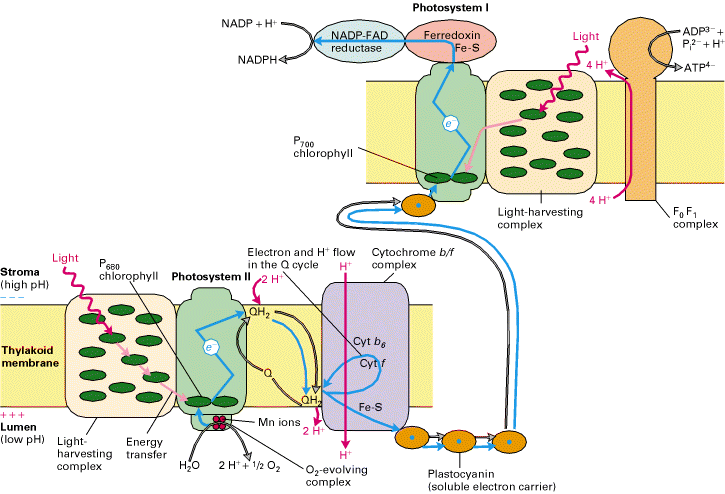 Photosystem I
NADP + H⁺
NADPH
NADP-FAD
reductase
Ferredoxin
Fe-S
Light
4 H⁺
ADP³⁻ +
Pᵢ²⁻ + H⁺
ATP⁴⁻
e⁻
P₇₀₀
chlorophyll
4 H⁺
Light-harvesting
complex
F₀ F₁
complex
Light
P₆₈₀
chlorophyll
Photosystem II
Electron and H⁺ flow
in the Q cycle
Cytochrome b/f
complex
Stroma
(high pH)
– – –
2 H⁺
H⁺
QH₂
e⁻
Cyt b₆
Thylakoid
membrane
Cyt f
Q
QH₂
Fe-S
+ + +
Lumen
(low pH)
Mn ions
2 H⁺
H⁺
Light-
harvesting
complex
Energy
transfer
H₂O
2 H⁺ + 1/2 O₂
O₂-evolving
complex
Plastocyanin
(soluble electron carrier)